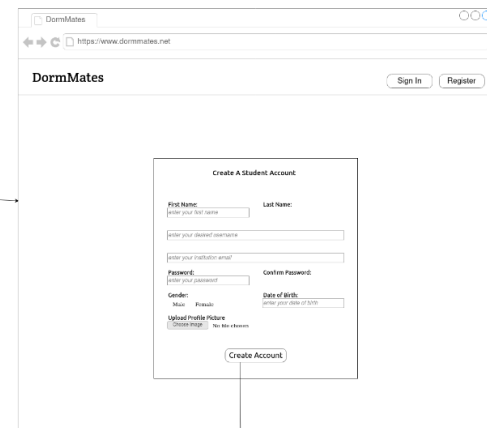 DormMates
https://www.dormmates.net
DormMates
Sign In Register
Create A Student Account
First Name: Last Name:
enter your first name
enter your desired username
enter your institution email
Password: Confirm Password:
enter your password
Gender: Date of Birth:
Male Female enter your date of birth
Upload Profile Picture
Choose Image No file chosen
Create Account